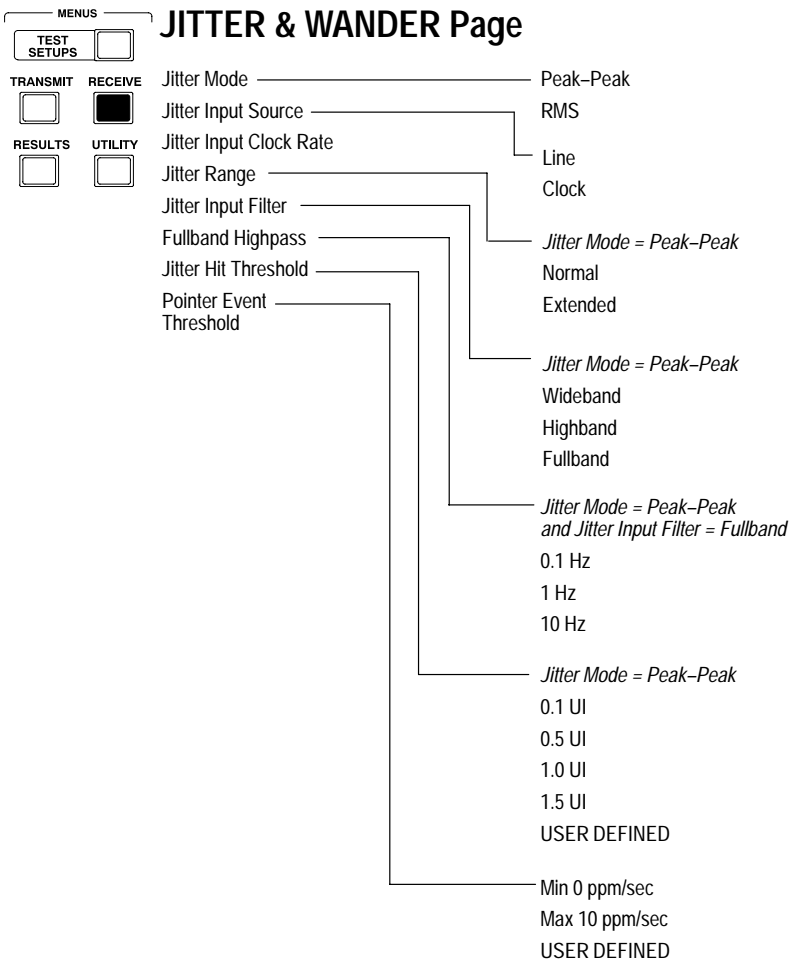 MENUS
TEST
SETUPS
TRANSMIT RECEIVE
RESULTS UTILITY
JITTER & WANDER Page
Jitter Mode
Jitter Input Source
Jitter Input Clock Rate
Jitter Range
Jitter Input Filter
Fullband Highpass
Jitter Hit Threshold
Pointer Event
Threshold
Peak–Peak
RMS
Line
Clock
Jitter Mode = Peak–Peak
Normal
Extended
Jitter Mode = Peak–Peak
Wideband
Highband
Fullband
Jitter Mode = Peak–Peak
and Jitter Input Filter = Fullband
0.1 Hz
1 Hz
10 Hz
Jitter Mode = Peak–Peak
0.1 UI
0.5 UI
1.0 UI
1.5 UI
USER DEFINED
Min 0 ppm/sec
Max 10 ppm/sec
USER DEFINED